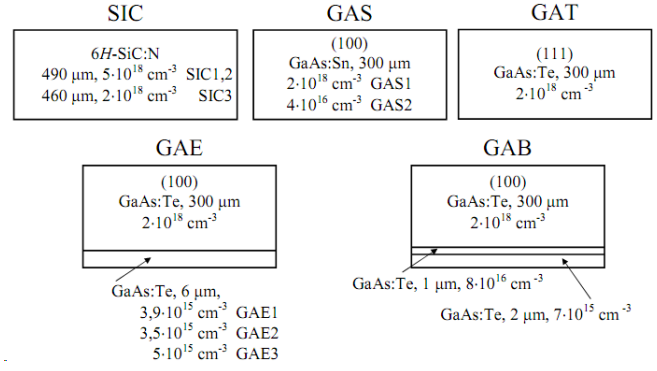 SIC
6H-SiC:N
490 μm, 5·10¹⁸ cm⁻³ SIC1,2
460 μm, 2·10¹⁸ cm⁻³ SIC3
GAS
(100)
GaAs:Sn, 300 μm
2·10¹⁸ cm⁻³ GAS1
4·10¹⁶ cm⁻³ GAS2
GAT
(111)
GaAs:Te, 300 μm
2·10¹⁸ cm⁻³
GAE
(100)
GaAs:Te, 300 μm
2·10¹⁸ cm⁻³
GaAs:Te, 6 μm,
3,9·10¹⁵ cm⁻³ GAE1
3,5·10¹⁵ cm⁻³ GAE2
5·10¹⁵ cm⁻³ GAE3
GAB
(100)
GaAs:Te, 300 μm
2·10¹⁸ cm⁻³
GaAs:Te, 1 μm, 8·10¹⁶ cm⁻³
GaAs:Te, 2 μm, 7·10¹⁵ cm⁻³